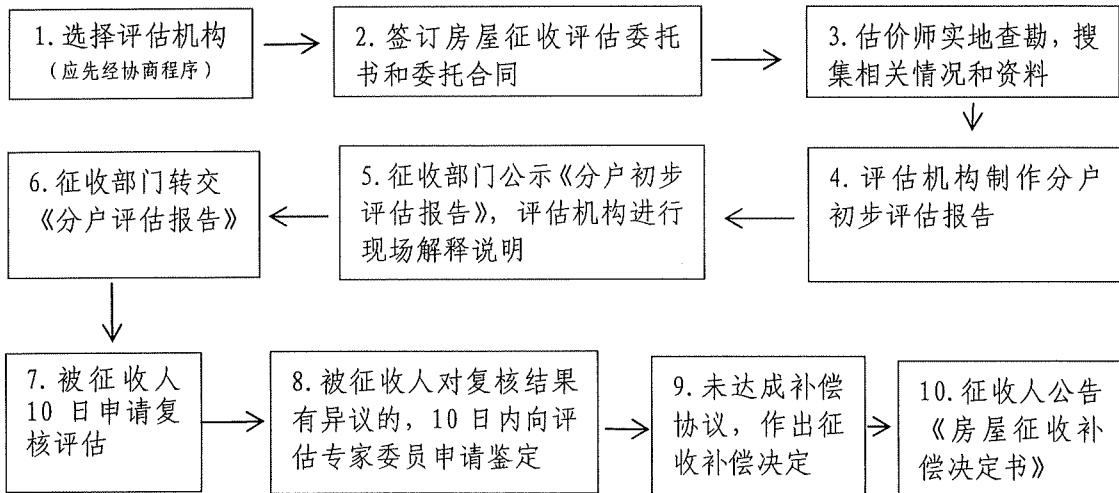 1.选择评估机构
(应先经协商程序)
2.签订房屋征收评估委托
书和委托合同
3.估价师实地查勘，搜
集相关情况和资料
4.评估机构制作分户
初步评估报告
5.征收部门公示《分户初步
评估报告》，评估机构进行
现场解释说明
6.征收部门转交
《分户评估报告》
7.被征收人
10 日申请复
核评估
8.被征收人对复核结果
有异议的，10 日内向评
估专家委员申请鉴定
9.未达成补偿
协议，作出征
收补偿决定
10.征收人公告
《房屋征收补
偿决定书》